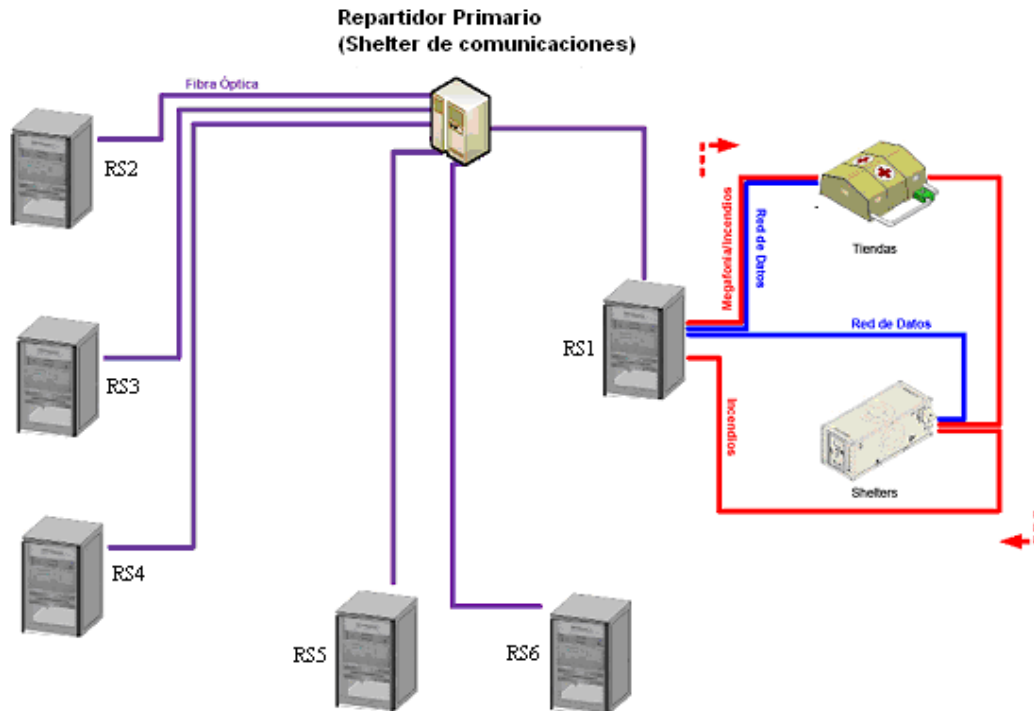 Repartidor Primario
(Shelter de comunicaciones)
Fibra Óptica
RS2
RS3
RS4
RS5
RS6
RS1
Megafonía/Incendios
Red de Datos
Tiendas
Red de Datos
Incendios
Shelters